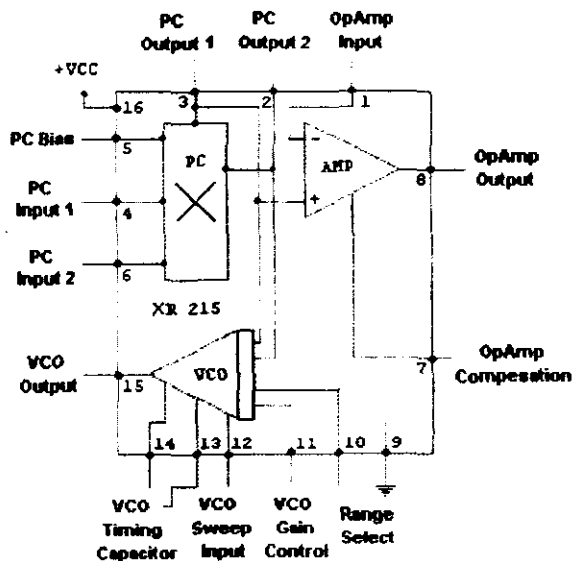 PC Output 1
PC Output 2
OpAmp Input
+VCC
16
3
2
1
PC Bias
5
PC
AMP
-
+
8
OpAmp Output
PC Input 1
4
PC Input 2
6
XR 215
VCO Output
15
VCO
7
OpAmp Compesation
14
13
12
11
10
9
VCO Timing Capacitor
VCO Sweep Input
VCO Gain Control
Range Select